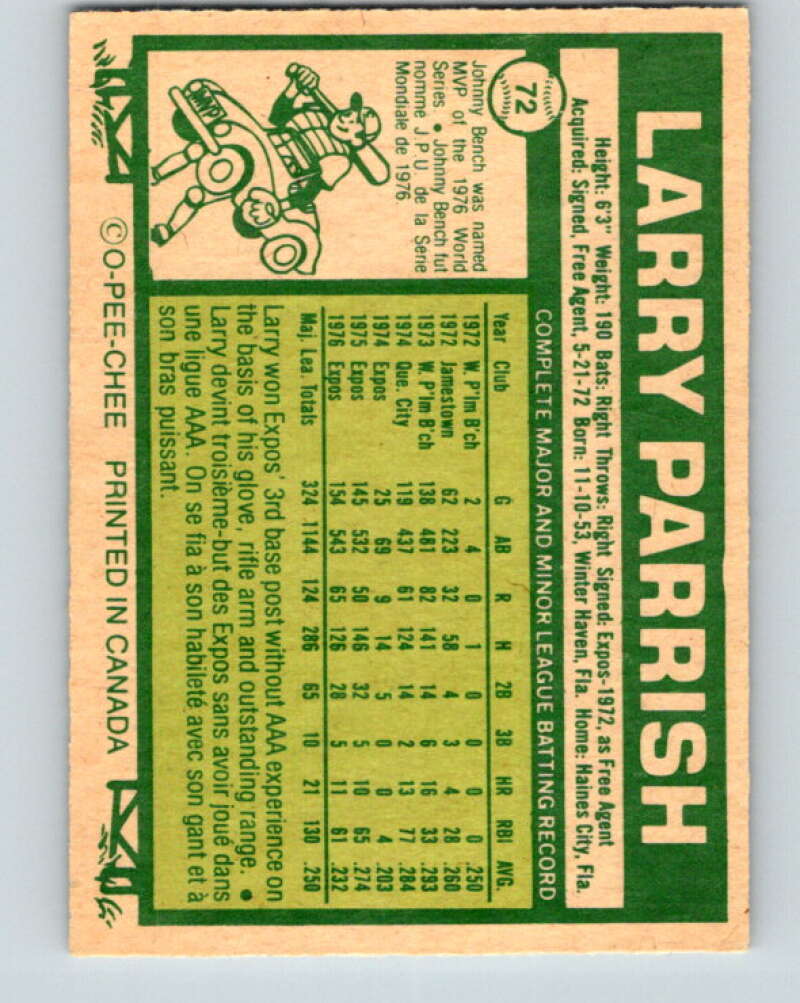 LARRY PARRISH
72
Height: 6'3" Weight: 190 Bats: Right Throws: Right Signed: Expos-1972, as Free Agent
Acquired: Signed, Free Agent, 5-21-72 Born: 11-10-53, Winter Haven, Fla. Home: Haines City, Fla.
COMPLETE MAJOR AND MINOR LEAGUE BATTING RECORD
Year Club G AB R H 2B 3B HR RBI AVG.
1972 W. P'lm B'ch 2 4 0 1 0 0 0 0 .250
1972 Jamestown 62 223 32 58 4 3 4 28 .260
1973 W. P'lm B'ch 138 481 82 141 14 6 16 33 .293
1974 Que. City 119 437 61 124 14 2 13 77 .284
1974 Expos 25 69 9 14 5 0 0 4 .203
1975 Expos 145 532 50 146 32 5 10 65 .274
1976 Expos 154 543 65 126 28 5 11 61 .232
Maj. Lea. Totals 324 1144 124 286 65 10 21 130 .250
Larry won Expos' 3rd base post without AAA experience on
the basis of his glove, rifle arm and outstanding range. •
Larry devint troisième-but des Expos sans avoir joué dans
une ligue AAA. On se fia à son habileté avec son gant et à
son bras puissant.
Johnny Bench was named
MVP of the 1976 World
Series. • Johnny Bench fut
nommé J.P.U. de la Série
Mondiale de 1976.
MVP
© O-PEE-CHEE PRINTED IN CANADA